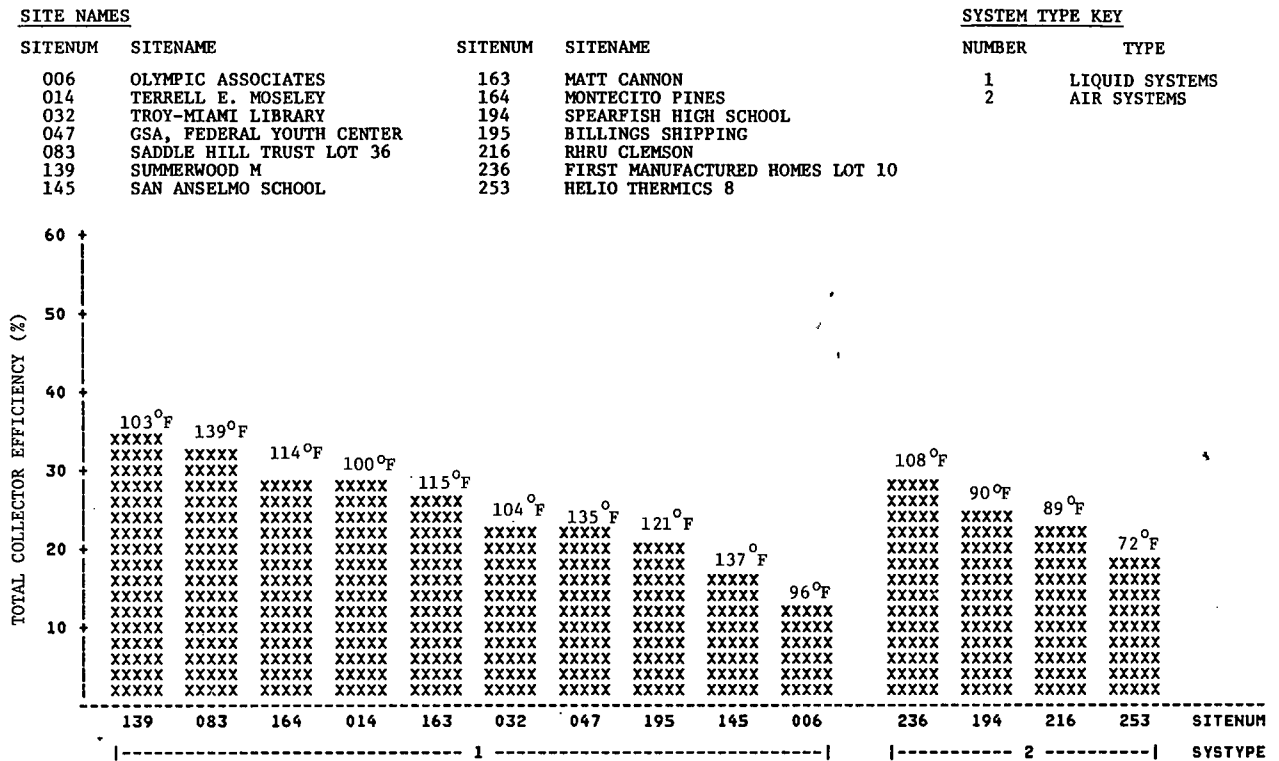 SITE NAMES
SYSTEM TYPE KEY
SITENUM SITENAME SITENUM SITENAME NUMBER TYPE
006 OLYMPIC ASSOCIATES 163 MATT CANNON 1 LIQUID SYSTEMS
014 TERRELL E. MOSELEY 164 MONTECITO PINES 2 AIR SYSTEMS
032 TROY-MIAMI LIBRARY 194 SPEARFISH HIGH SCHOOL
047 GSA, FEDERAL YOUTH CENTER 195 BILLINGS SHIPPING
083 SADDLE HILL TRUST LOT 36 216 RHRU CLEMSON
139 SUMMERWOOD M 236 FIRST MANUFACTURED HOMES LOT 10
145 SAN ANSELMO SCHOOL 253 HELIO THERMICS 8
TOTAL COLLECTOR EFFICIENCY (%)
60
50
40
30
20
10
103°F 139°F 114°F 100°F 115°F 104°F 135°F 121°F 137°F 96°F 108°F 90°F 89°F 72°F
139 083 164 014 163 032 047 195 145 006 236 194 216 253 SITENUM
|------------------------ 1 ------------------------| |---------- 2 ----------| SYSTYPE